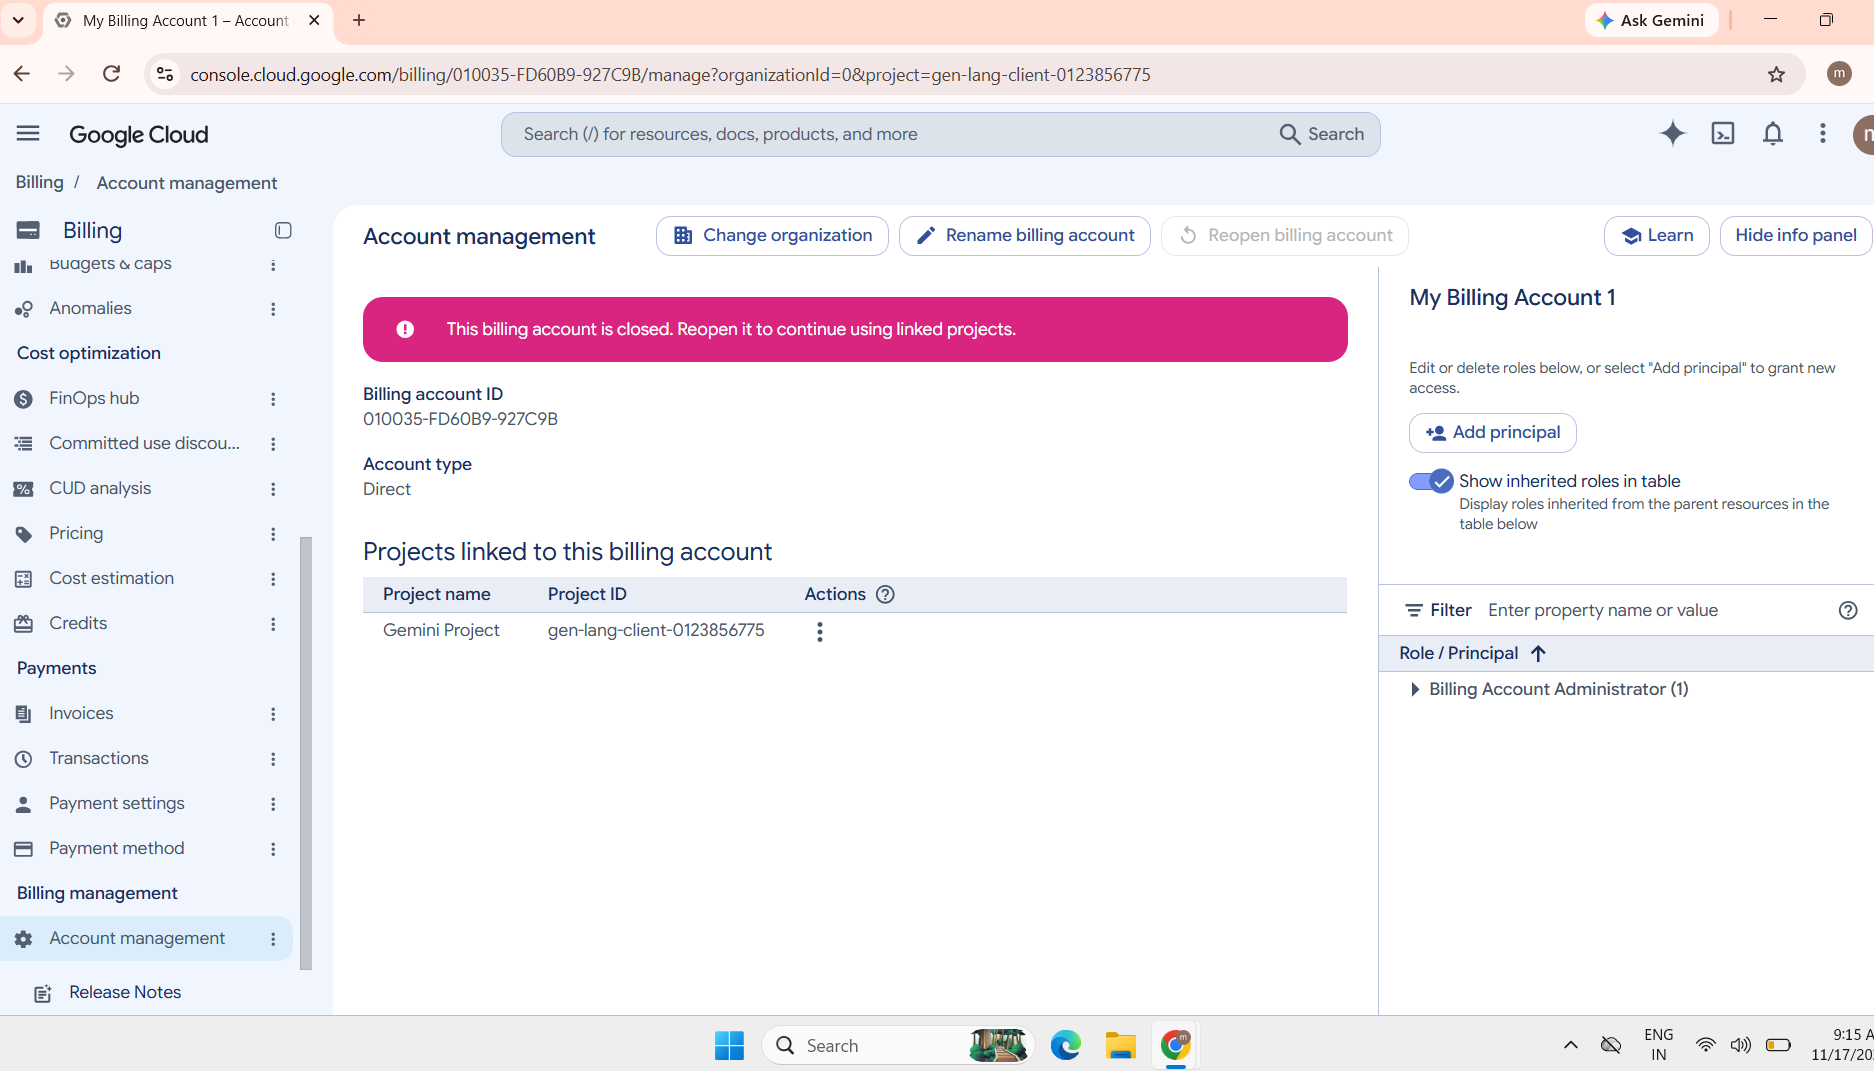 My Billing Account 1 – Account
Ask Gemini
console.cloud.google.com/billing/010035-FD60B9-927C9B/manage?organizationId=0&project=gen-lang-client-0123856775
m
Google Cloud
Search (/) for resources, docs, products, and more
Search
Billing / Account management
Billing
Budgets & caps
Anomalies
Cost optimization
FinOps hub
Committed use discou...
CUD analysis
Pricing
Cost estimation
Credits
Payments
Invoices
Transactions
Payment settings
Payment method
Billing management
Account management
Release Notes
Account management
Change organization
Rename billing account
Reopen billing account
Learn
Hide info panel
This billing account is closed. Reopen it to continue using linked projects.
Billing account ID
010035-FD60B9-927C9B
Account type
Direct
Projects linked to this billing account
Project name Project ID Actions
Gemini Project gen-lang-client-0123856775
My Billing Account 1
Edit or delete roles below, or select "Add principal" to grant new
access.
Add principal
Show inherited roles in table
Display roles inherited from the parent resources in the
table below
Filter Enter property name or value
Role / Principal
Billing Account Administrator (1)
Search
ENG
IN
9:15 A
11/17/20